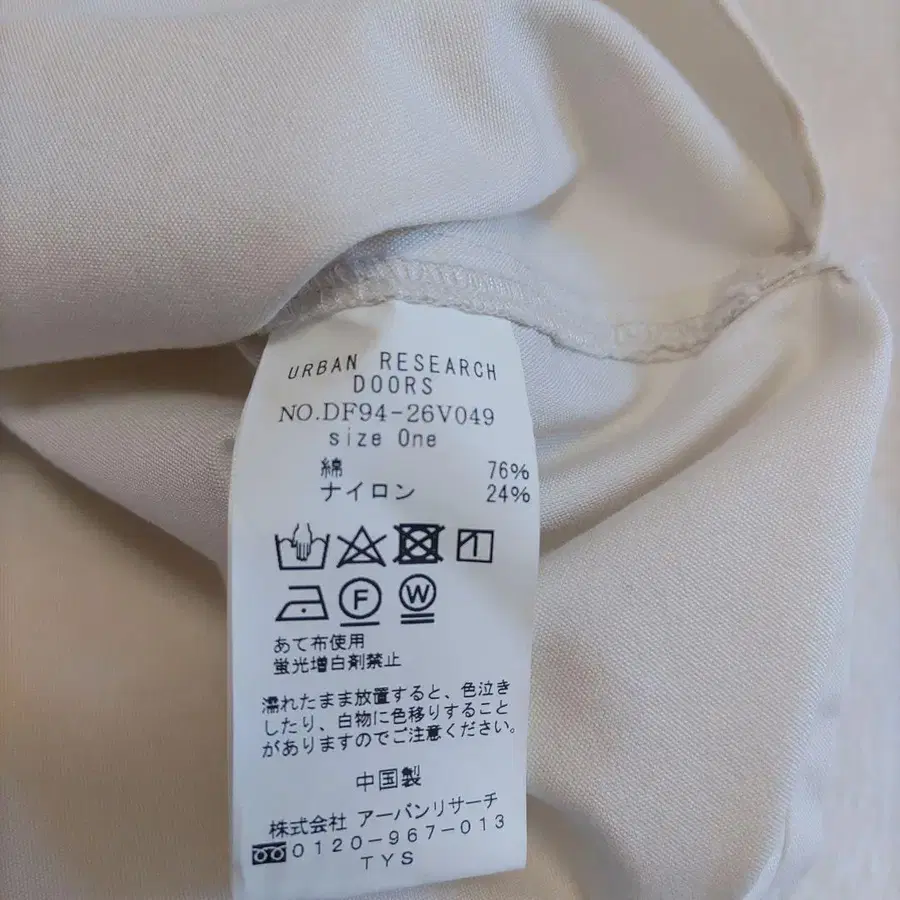 URBAN RESEARCH
DOORS
NO.DF94-26V049
size One
綿 76%
ナイロン 24%
F W
あて布使用
蛍光増白剤禁止
濡れたまま放置すると、色泣き
したり、白物に色移りすること
がありますのでご注意ください。
中国製
株式会社 アーバンリサーチ
0120-967-013
TYS